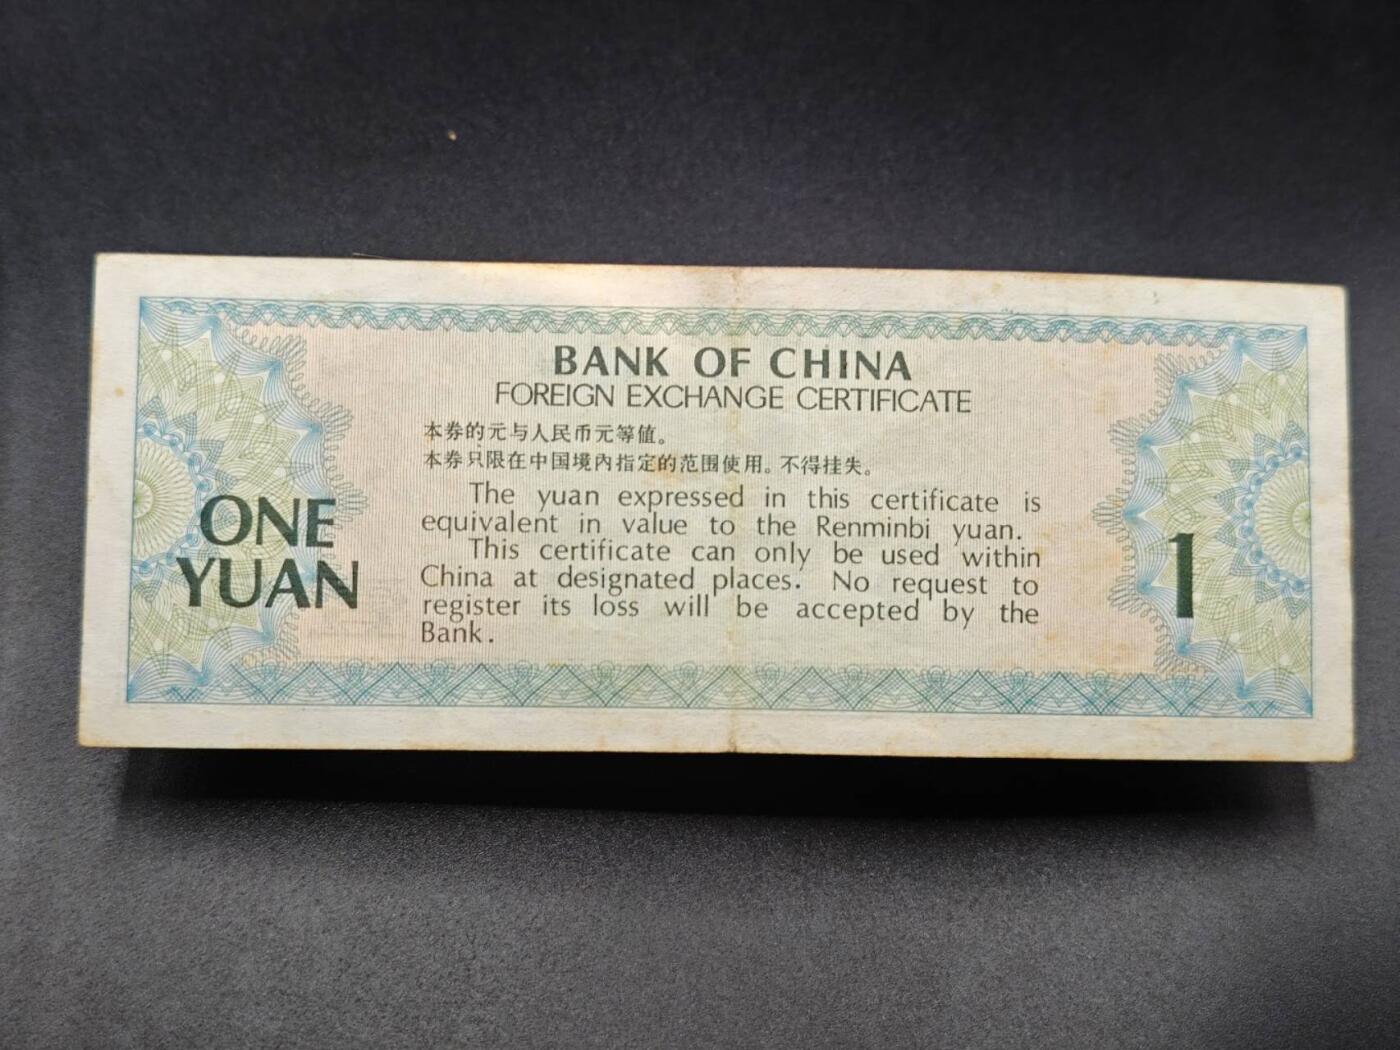 BANK OF CHINA
FOREIGN EXCHANGE CERTIFICATE
本券的元与人民币元等值。
本券只限在中国境内指定的范围使用。不得挂失。
The yuan expressed in this certificate is
equivalent in value to the Renminbi yuan.
This certificate can only be used within
China at designated places. No request to
register its loss will be accepted by the
Bank.
ONE
YUAN
1